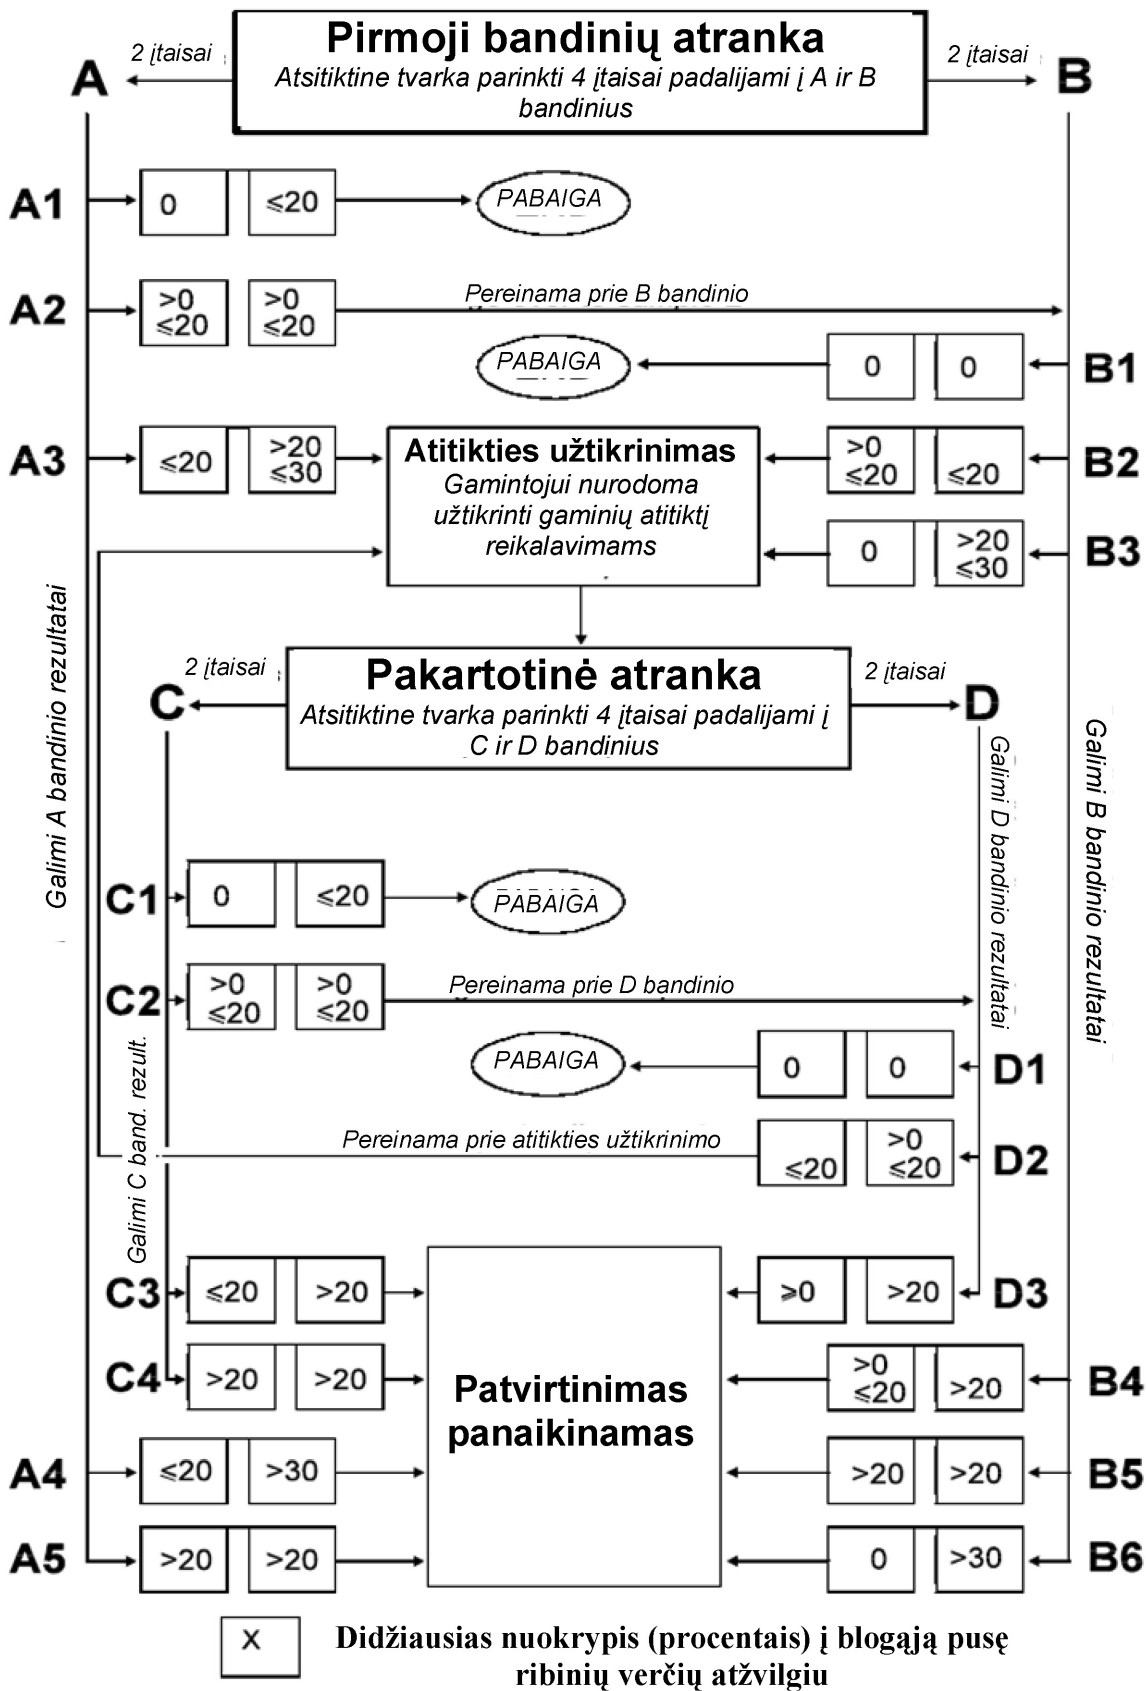 Pirmoji bandinių atranka
Atsitiktine tvarka parinkti 4 įtaisai padalijami į A ir B
bandinius
2 įtaisai
2 įtaisai
A
B
A1
0
≤20
PABAIGA
A2
>0
≤20
>0
≤20
Pereinama prie B bandinio
PABAIGA
0
0
B1
A3
≤20
>20
≤30
Atitikties užtikrinimas
Gamintojui nurodoma
užtikrinti gaminių atitiktį
reikalavimams
>0
≤20
≤20
B2
0
>20
≤30
B3
Galimi A bandinio rezultatai
2 įtaisai
C
Pakartotinė atranka
Atsitiktine tvarka parinkti 4 įtaisai padalijami į
C ir D bandinius
2 įtaisai
D
Galimi D bandinio rezultatai
Galimi B bandinio rezultatai
C1
0
≤20
PABAIGA
C2
>0
≤20
>0
≤20
Pereinama prie D bandinio
Galimi C band. rezult.
PABAIGA
0
0
D1
Pereinama prie atitikties užtikrinimo
≤20
>0
≤20
D2
C3
≤20
>20
≥0
>20
D3
C4
>20
>20
Patvirtinimas
panaikinamas
>0
≤20
>20
B4
A4
≤20
>30
>20
>20
B5
A5
>20
>20
0
>30
B6
X
Didžiausias nuokrypis (procentais) į blogąją pusę
ribinių verčių atžvilgiu